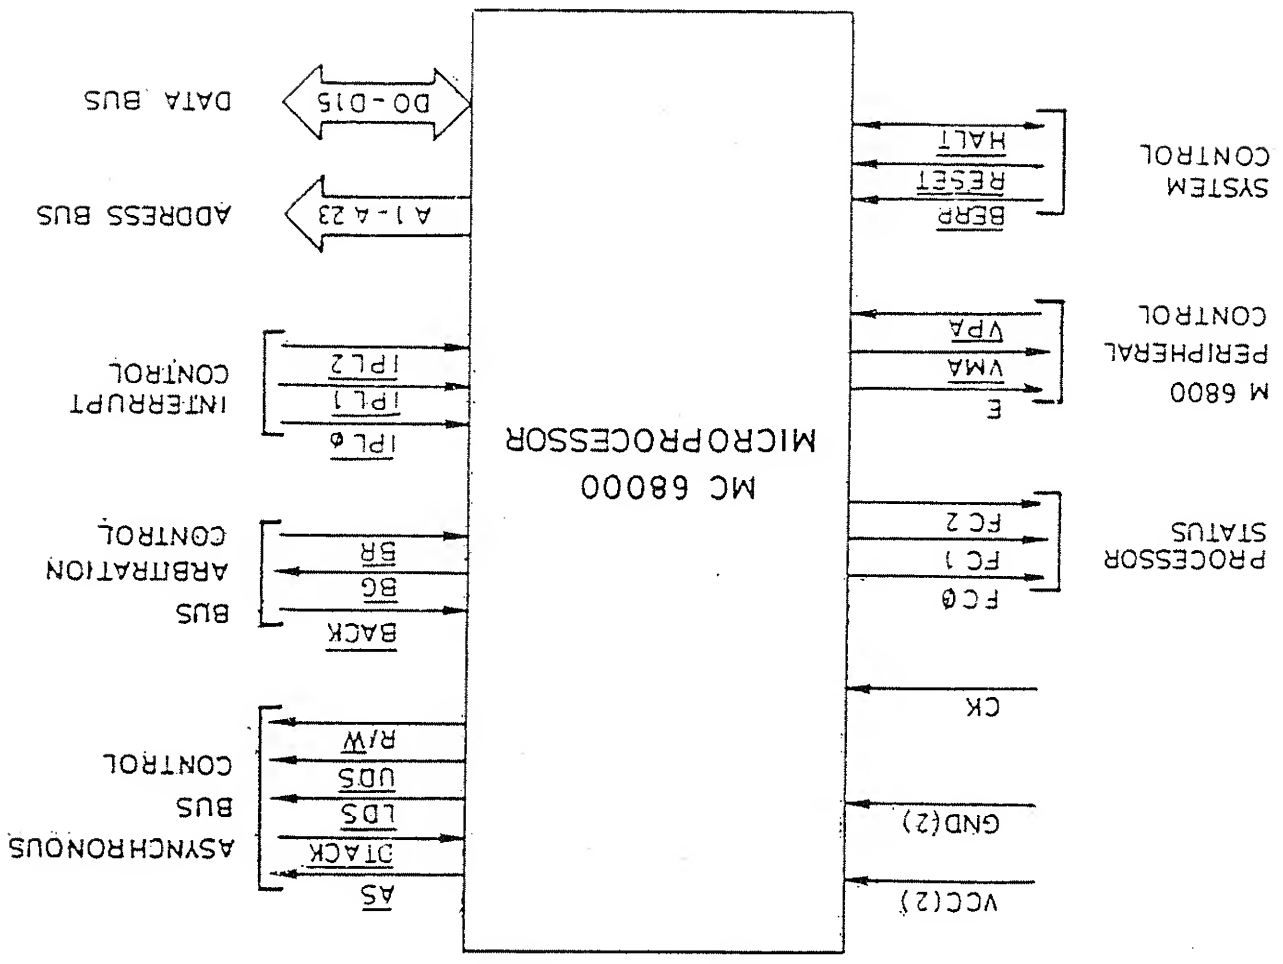 VCC(2)
GND(2)
CK
PROCESSOR
STATUS
FC0
FC1
FC2
M 6800
PERIPHERAL
CONTROL
E
VMA
VPA
SYSTEM
CONTROL
BERR
RESET
HALT
MC 68000
MICROPROCESSOR
AS
DTACK
LDS
UDS
R/W
ASYNCHRONOUS
BUS
CONTROL
BACK
BG
BR
BUS
ARBITRATION
CONTROL
IPL0
IPL1
IPL2
INTERRUPT
CONTROL
A1-A23
ADDRESS BUS
D0-D15
DATA BUS